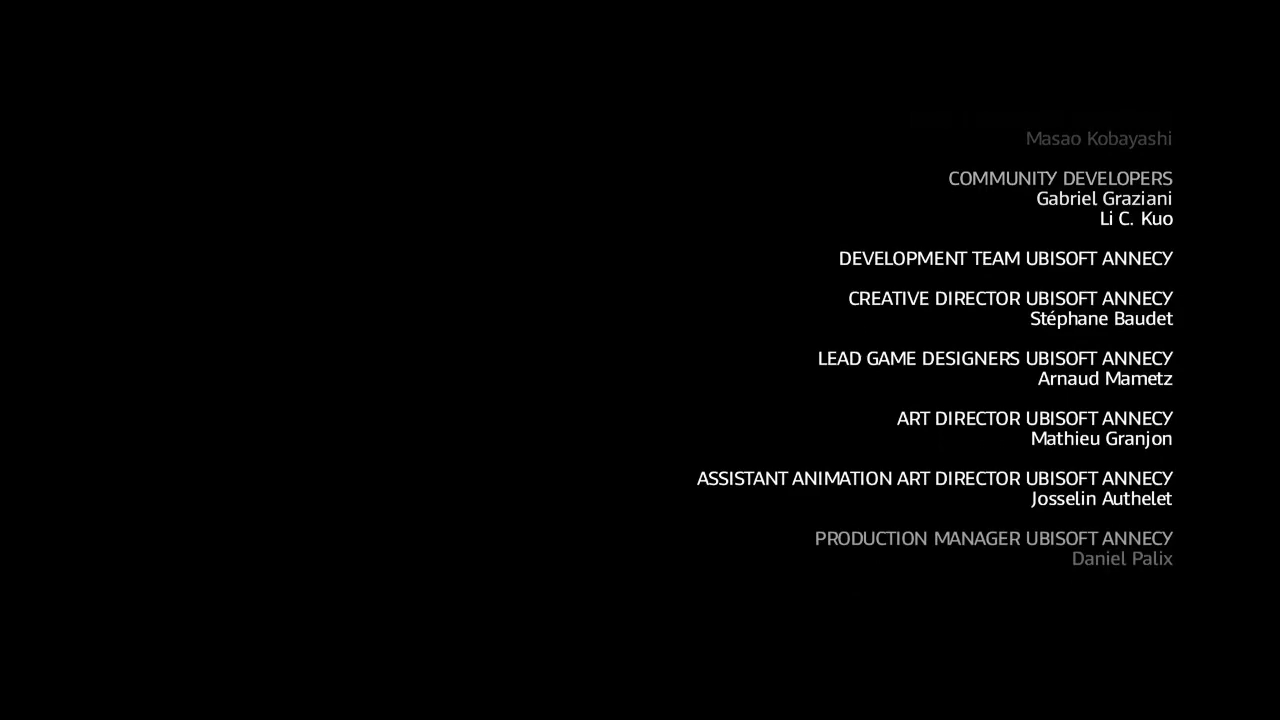 Masao Kobayashi
COMMUNITY DEVELOPERS
Gabriel Graziani
Li C. Kuo
DEVELOPMENT TEAM UBISOFT ANNECY
CREATIVE DIRECTOR UBISOFT ANNECY
Stéphane Baudet
LEAD GAME DESIGNERS UBISOFT ANNECY
Arnaud Mametz
ART DIRECTOR UBISOFT ANNECY
Mathieu Granjon
ASSISTANT ANIMATION ART DIRECTOR UBISOFT ANNECY
Josselin Authelet
PRODUCTION MANAGER UBISOFT ANNECY
Daniel Palix